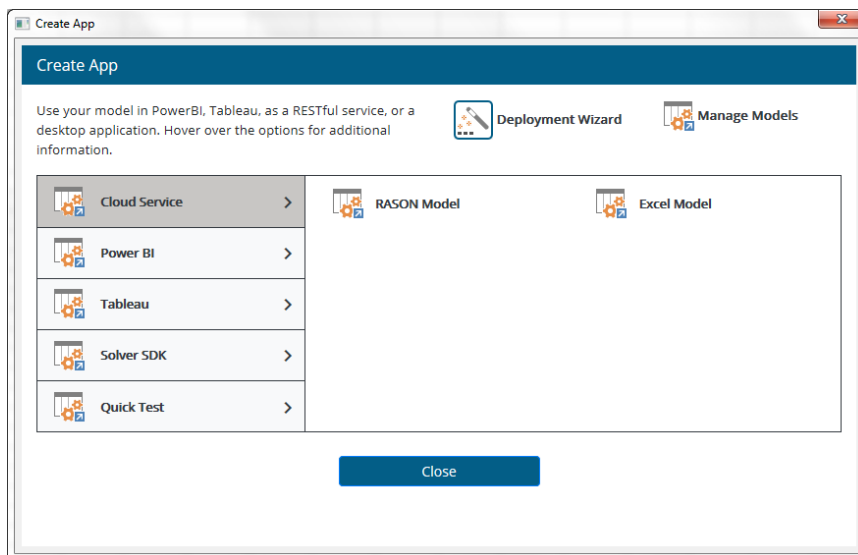 Create App
Create App
Use your model in PowerBI, Tableau, as a RESTful service, or a
desktop application. Hover over the options for additional
information.
Deployment Wizard
Manage Models
Cloud Service
RASON Model
Excel Model
Power BI
Tableau
Solver SDK
Quick Test
Close